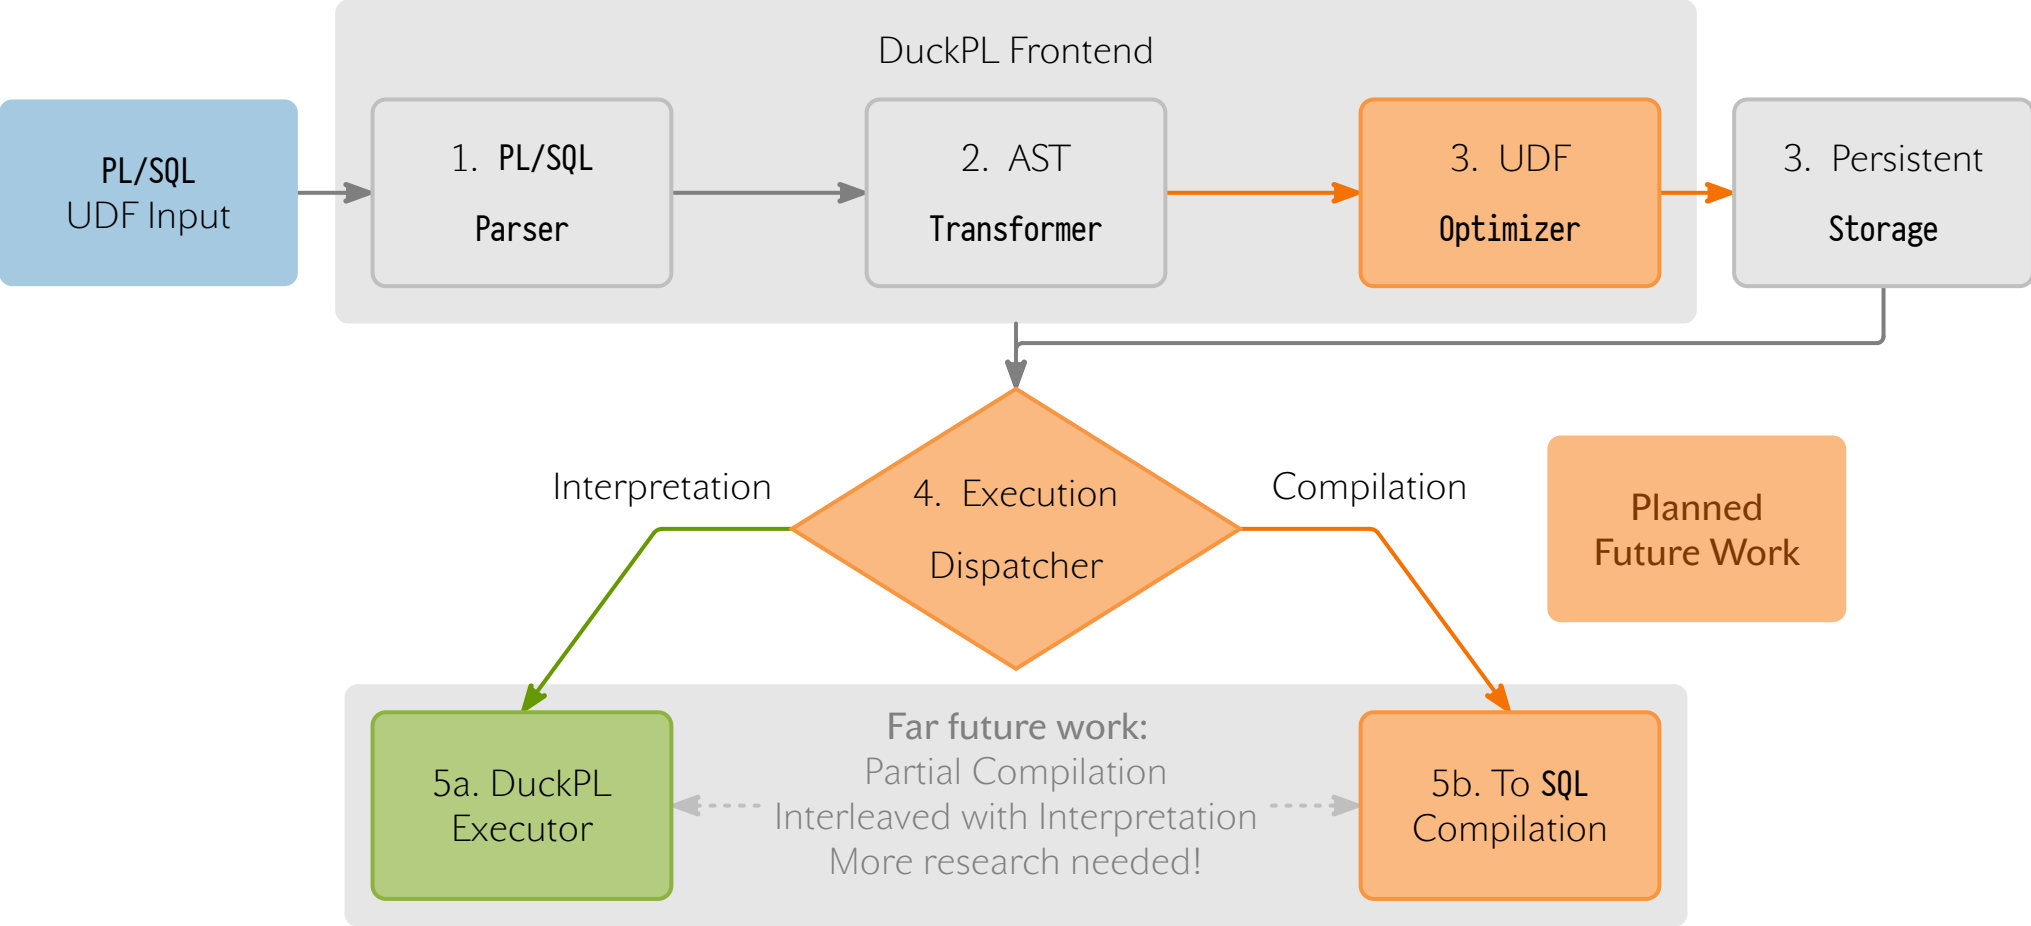 DuckPL Frontend
PL/SQL
UDF Input
1. PL/SQL
Parser
2. AST
Transformer
3. UDF
Optimizer
3. Persistent
Storage
Interpretation
4. Execution
Dispatcher
Compilation
Planned
Future Work
5a. DuckPL
Executor
Far future work:
Partial Compilation
Interleaved with Interpretation
More research needed!
5b. To SQL
Compilation